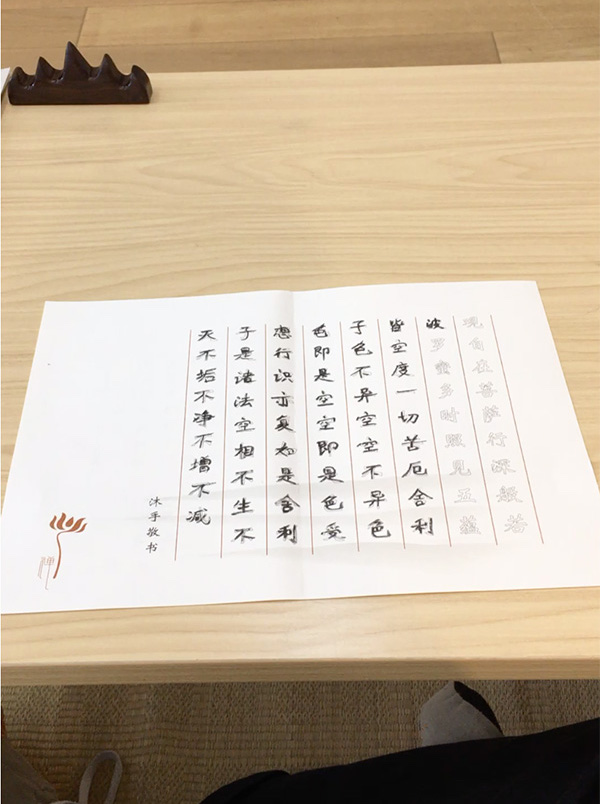 观自在菩萨行深般若
波罗蜜多时照见五蕴
皆空度一切苦厄舍利
子色不异空空不异色
色即是空空即是色受
想行识亦复如是舍利
子是诸法空相不生不
灭不垢不净不增不减
沐手敬书
禅